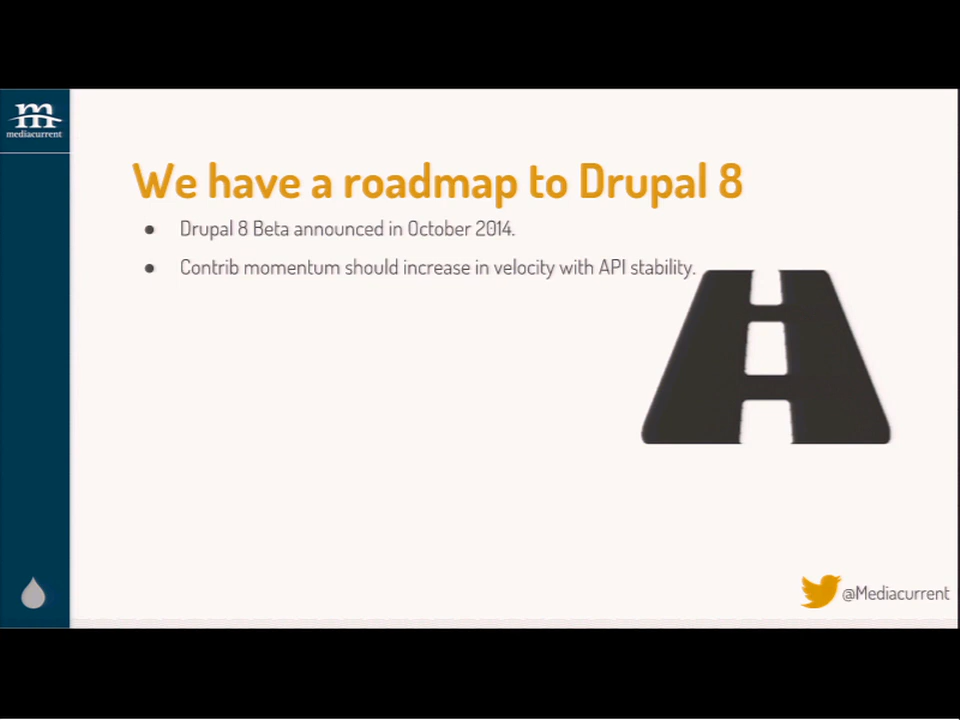 mediacurrent
We have a roadmap to Drupal 8
● Drupal 8 Beta announced in October 2014.
● Contrib momentum should increase in velocity with API stability.
@Mediacurrent